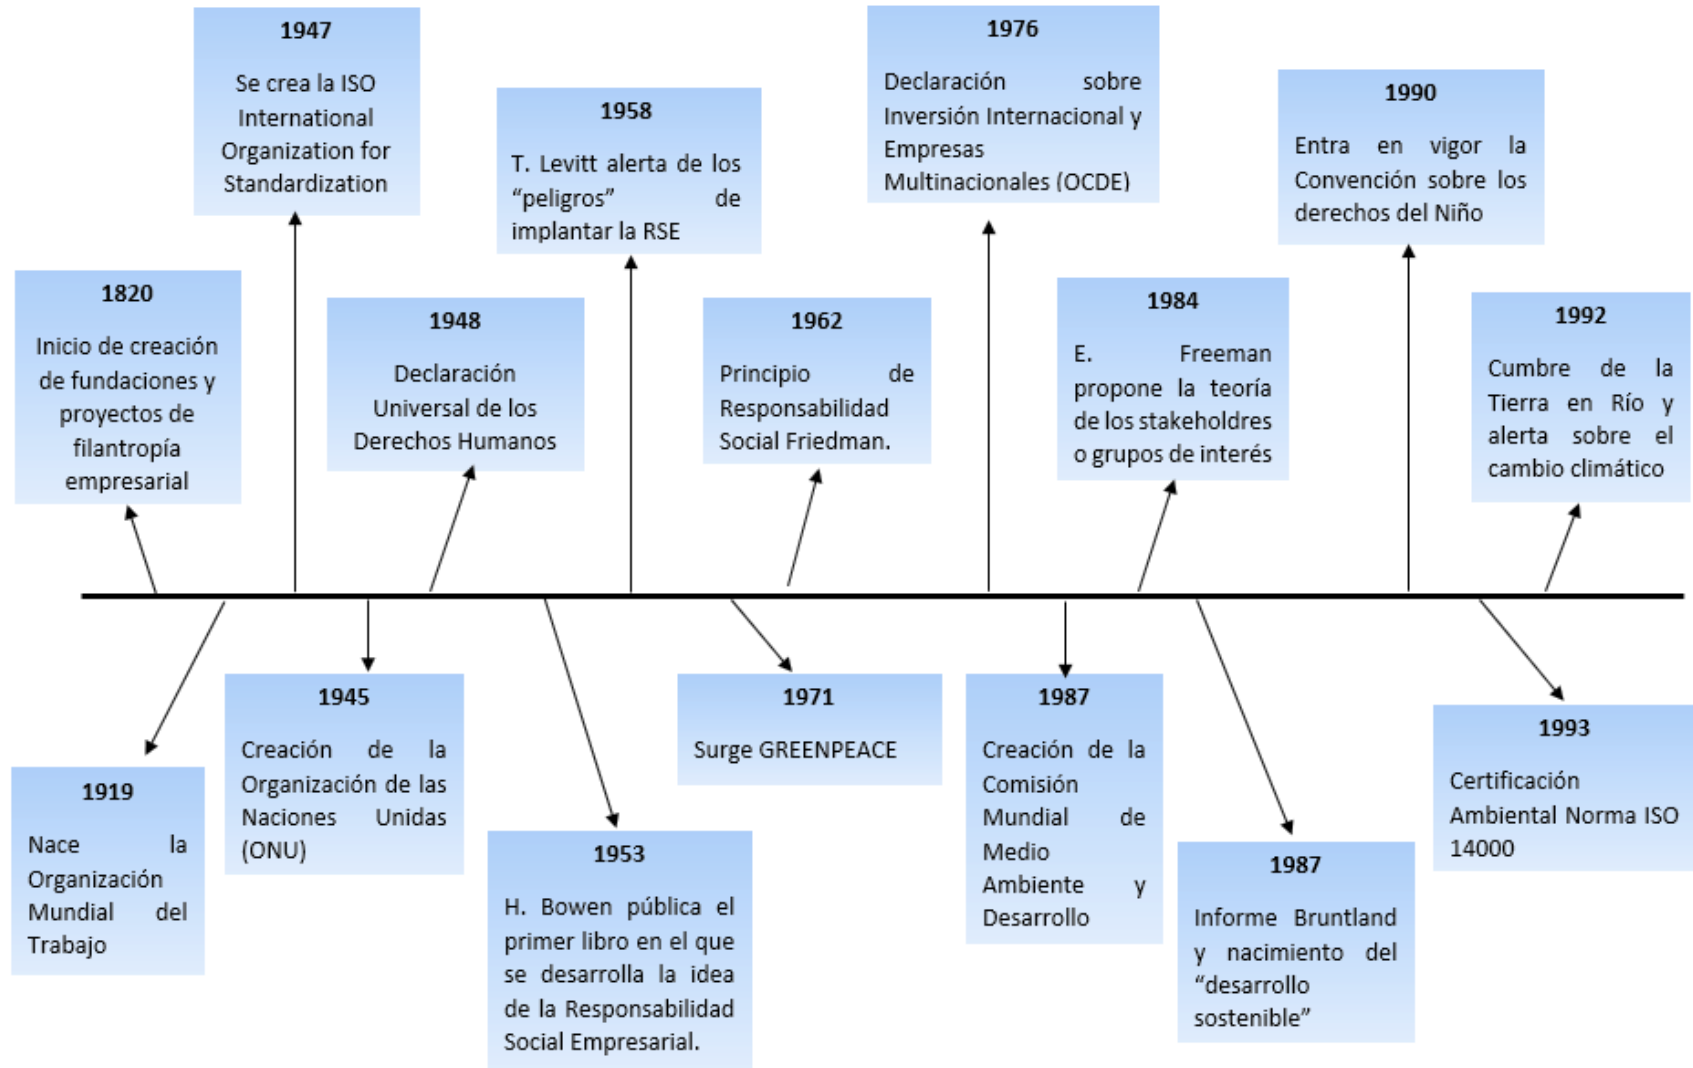 1947
Se crea la ISO
International
Organization for
Standardization
1976
Declaración sobre
Inversión Internacional y
Empresas
Multinacionales (OCDE)
1958
T. Levitt alerta de los
“peligros” de
implantar la RSE
1990
Entra en vigor la
Convención sobre los
derechos del Niño
1820
Inicio de creación
de fundaciones y
proyectos de
filantropía
empresarial
1948
Declaración
Universal de los
Derechos Humanos
1962
Principio de
Responsabilidad
Social Friedman.
1984
E. Freeman
propone la teoría
de los stakeholdres
o grupos de interés
1992
Cumbre de la
Tierra en Río y
alerta sobre el
cambio climático
1919
Nace la
Organización
Mundial del
Trabajo
1945
Creación de la
Organización de las
Naciones Unidas
(ONU)
1953
H. Bowen pública el
primer libro en el que
se desarrolla la idea
de la Responsabilidad
Social Empresarial.
1971
Surge GREENPEACE
1987
Creación de la
Comisión
Mundial de
Medio
Ambiente y
Desarrollo
1987
Informe Bruntland
y nacimiento del
“desarrollo
sostenible”
1993
Certificación
Ambiental Norma ISO
14000